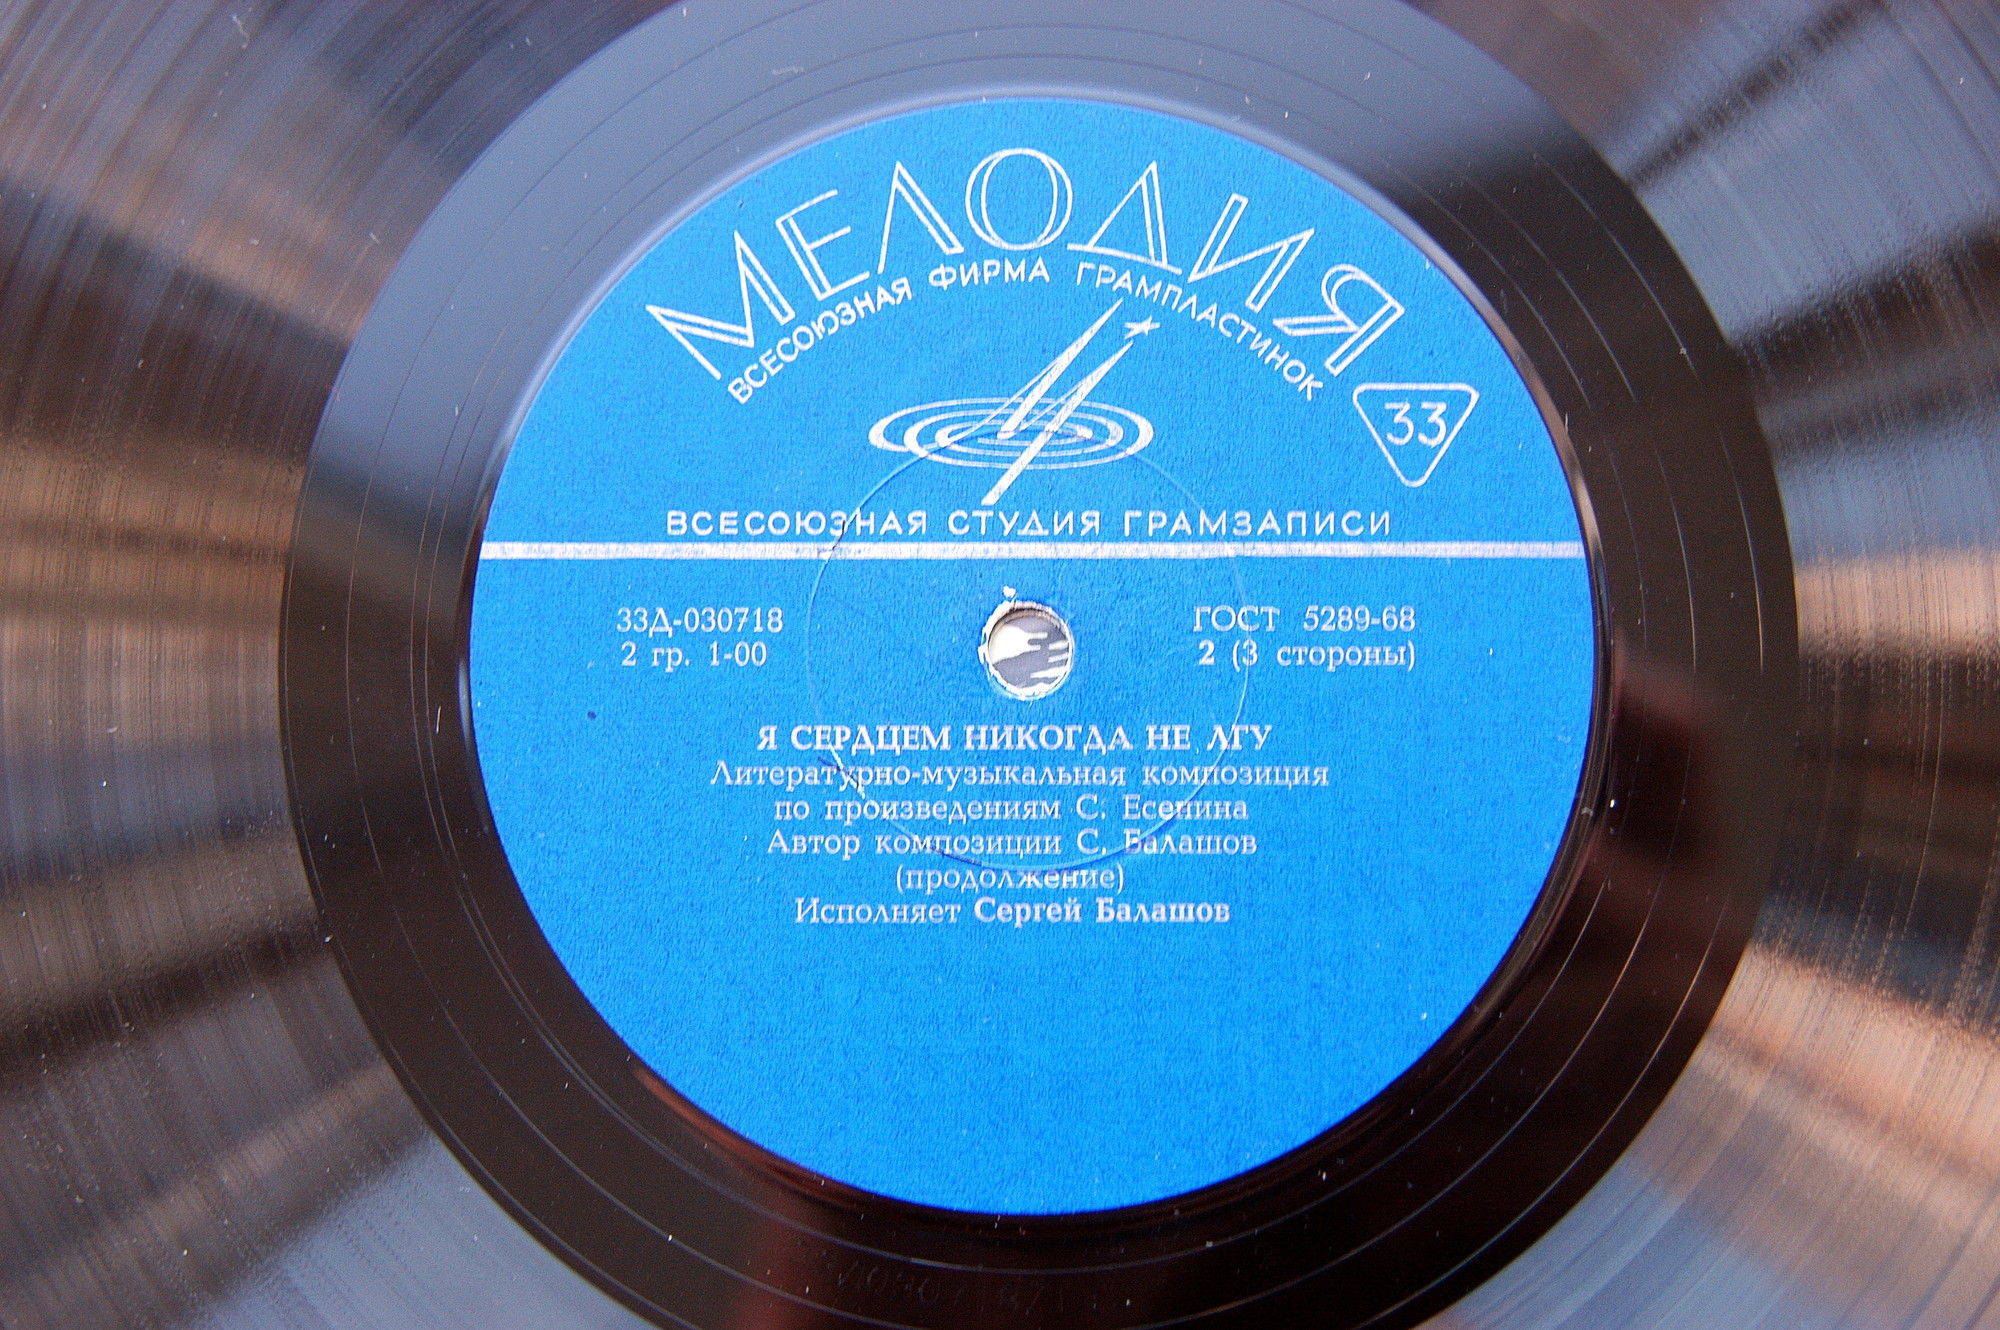 МЕЛОДИЯ
ВСЕСОЮЗНАЯ ФИРМА ГРАМПЛАСТИНОК
33
ВСЕСОЮЗНАЯ СТУДИЯ ГРАМЗАПИСИ
33Д-030718
2 гр. 1-00
ГОСТ 5289-68
2 (3 стороны)
Я СЕРДЦЕМ НИКОГДА НЕ ЛГУ
Литературно-музыкальная композиция
по произведениям С. Есенина
Автор композиции С. Балашов
(продолжение)
Исполняет Сергей Балашов